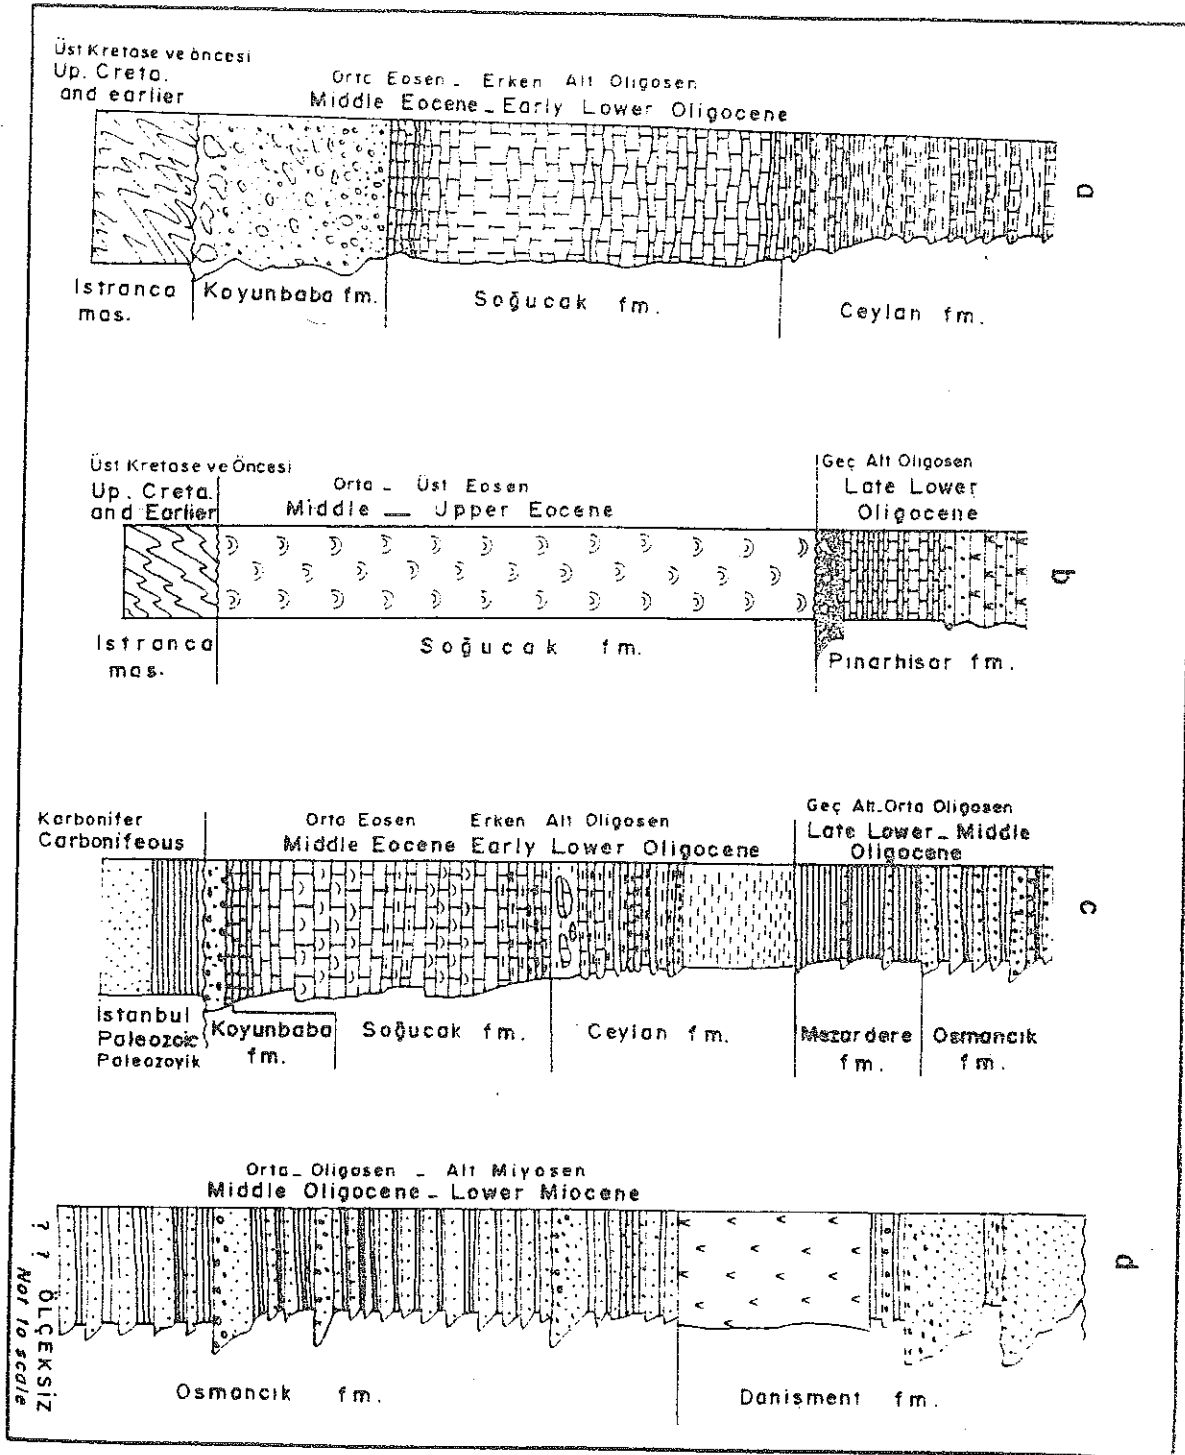 Üst Kretase ve öncesi
Up. Creta.
and earlier
Orta Eosen _ Erken Alt Oligosen
Middle Eocene _ Early Lower Oligocene
a
Istranca
mas.
Koyunbaba fm.
Soğucak fm.
Ceylan fm.
Üst Kretase ve Öncesi
Up. Creta.
and Earlier
Orta _ Üst Eosen
Middle __ Upper Eocene
Geç Alt Oligosen
Late Lower
Oligocene
b
Istranca
mas.
Soğucak fm.
Pınarhisar fm.
Karbonifer
Carbonifeous
Orta Eosen Erken Alt Oligosen
Middle Eocene Early Lower Oligocene
Geç Alt_Orta Oligosen
Late Lower _ Middle
Oligocene
c
İstanbul
Paleozoic
Paleozoyik
Koyunbaba
fm.
Soğucak fm.
Ceylan fm.
Mezardere
fm.
Osmancık
fm.
Orta _ Oligosen _ Alt Miyosen
Middle Oligocene _ Lower Miocene
d
? ? ÖLÇEKSİZ
Not to scale
Osmancık fm.
Danişment fm.